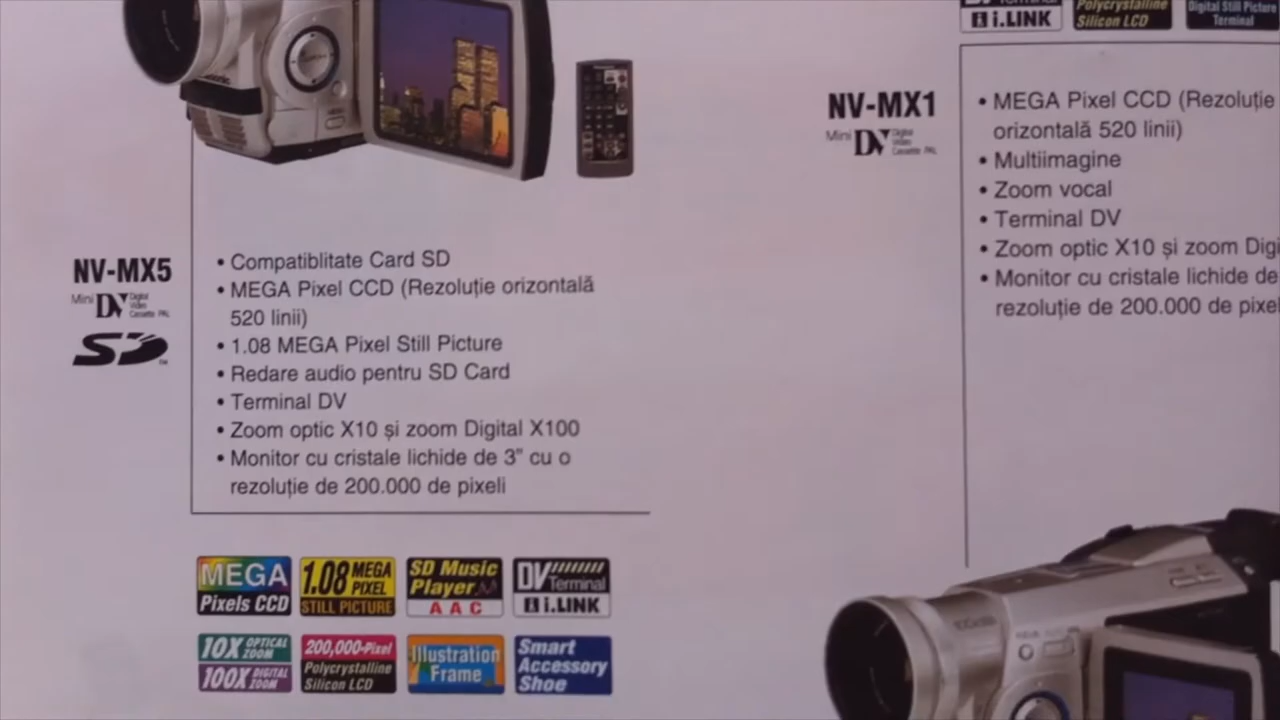 NV-MX5
Mini DV Digital
Video
Cassette PAL
SD
• Compatiblitate Card SD
• MEGA Pixel CCD (Rezoluție orizontală
520 linii)
• 1.08 MEGA Pixel Still Picture
• Redare audio pentru SD Card
• Terminal DV
• Zoom optic X10 și zoom Digital X100
• Monitor cu cristale lichide de 3" cu o
rezoluție de 200.000 de pixeli
MEGA
Pixels CCD
1.08 MEGA
PIXEL
STILL PICTURE
SD Music
Player
AAC
DV Terminal
i.LINK
10X OPTICAL
ZOOM
100X DIGITAL
ZOOM
200,000-Pixel
Polycrystalline
Silicon LCD
Illustration
Frame
Smart
Accessory
Shoe
i.LINK
Polycrystalline
Silicon LCD
Digital Still Picture
Terminal
NV-MX1
Mini DV Digital
Video
Cassette PAL
• MEGA Pixel CCD (Rezoluție
orizontală 520 linii)
• Multiimagine
• Zoom vocal
• Terminal DV
• Zoom optic X10 și zoom Digi
• Monitor cu cristale lichide de
rezoluție de 200.000 de pixel